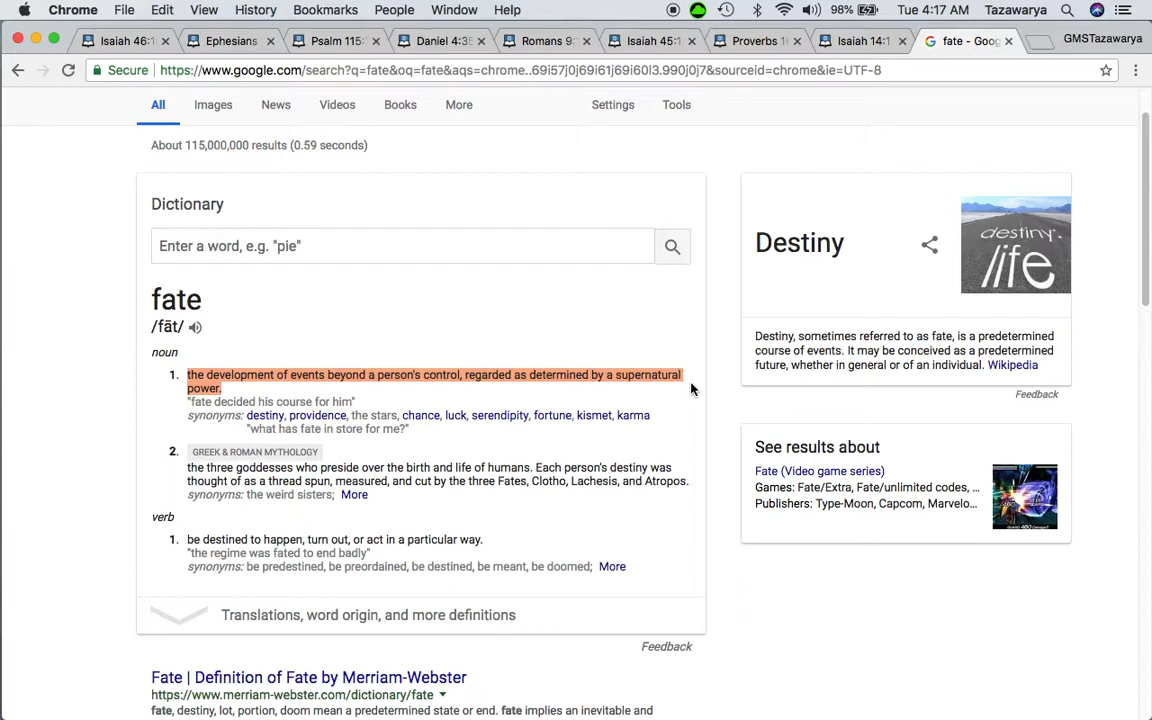 Chrome File Edit View History Bookmarks People Window Help 98% Tue 4:17 AM Tazawarya
Isaiah 46:1 Ephesians Psalm 115: Daniel 4:35 Romans 9: Isaiah 45:1 Proverbs 16 Isaiah 14:1 fate - Goog GMSTazawarya
Secure https://www.google.com/search?q=fate&oq=fate&aqs=chrome..69i57j0j69i61j69i60l3.990j0j7&sourceid=chrome&ie=UTF-8
All Images News Videos Books More Settings Tools
About 115,000,000 results (0.59 seconds)
Dictionary
Enter a word, e.g. "pie"
fate
/fāt/
noun
1. the development of events beyond a person's control, regarded as determined by a supernatural
power.
"fate decided his course for him"
synonyms: destiny, providence, the stars, chance, luck, serendipity, fortune, kismet, karma
"what has fate in store for me?"
2. GREEK & ROMAN MYTHOLOGY
the three goddesses who preside over the birth and life of humans. Each person's destiny was
thought of as a thread spun, measured, and cut by the three Fates, Clotho, Lachesis, and Atropos.
synonyms: the weird sisters; More
verb
1. be destined to happen, turn out, or act in a particular way.
"the regime was fated to end badly"
synonyms: be predestined, be preordained, be destined, be meant, be doomed; More
Translations, word origin, and more definitions
Feedback
Fate | Definition of Fate by Merriam-Webster
https://www.merriam-webster.com/dictionary/fate
fate, destiny, lot, portion, doom mean a predetermined state or end. fate implies an inevitable and
Destiny
destiny
life
Destiny, sometimes referred to as fate, is a predetermined
course of events. It may be conceived as a predetermined
future, whether in general or of an individual. Wikipedia
Feedback
See results about
Fate (Video game series)
Games: Fate/Extra, Fate/unlimited codes, ...
Publishers: Type-Moon, Capcom, Marvelo...